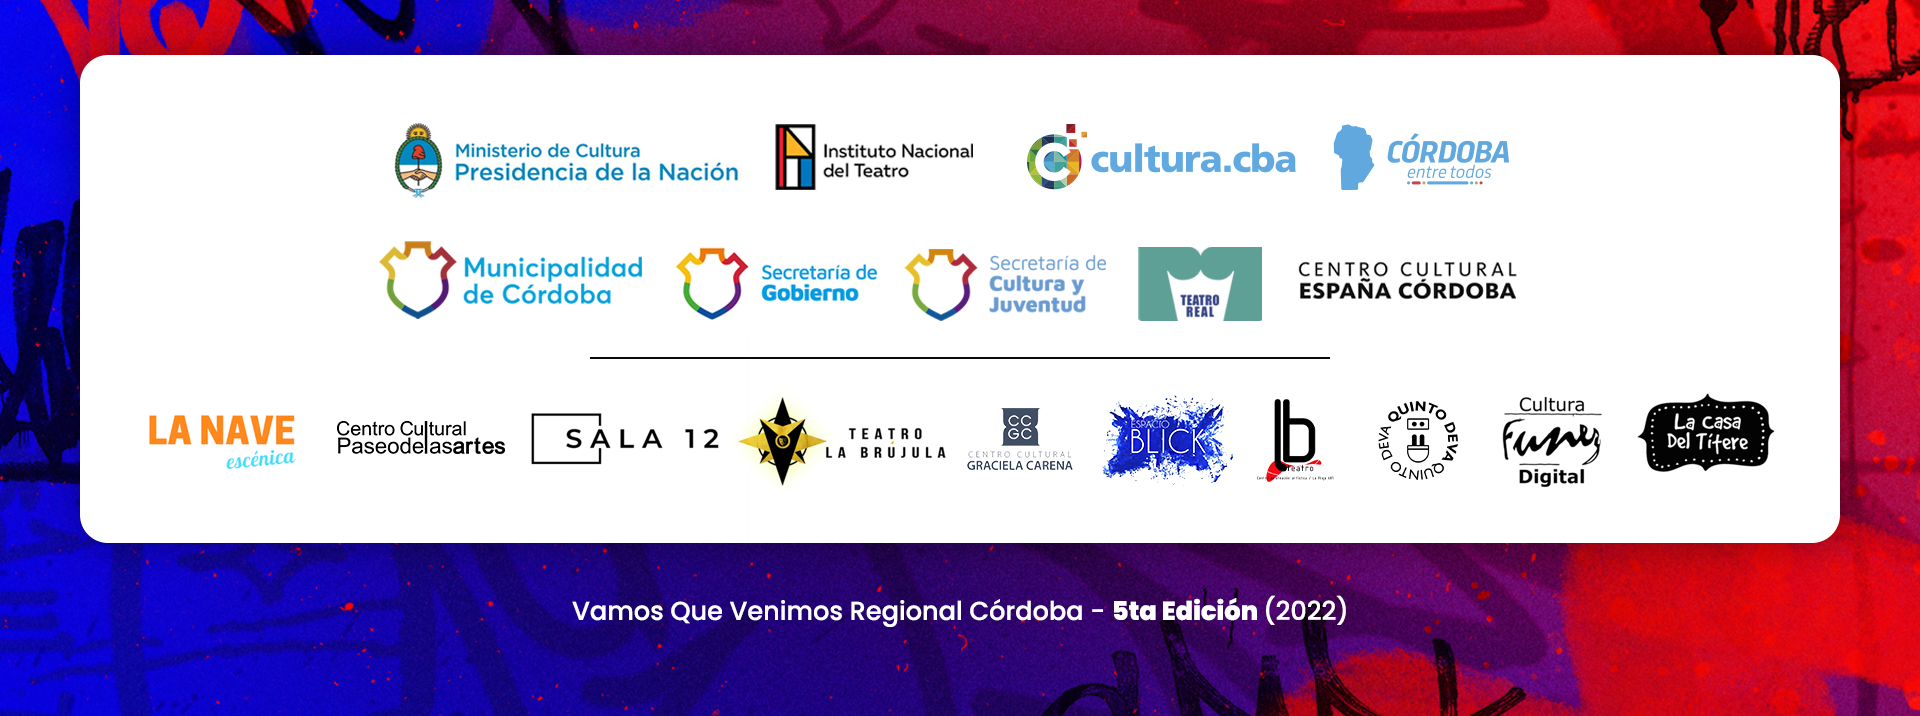 Ministerio de Cultura
Presidencia de la Nación
Instituto Nacional
del Teatro
cultura.cba
CÓRDOBA
entre todos
Municipalidad
de Córdoba
Secretaría de
Gobierno
Secretaría de
Cultura y
Juventud
TEATRO
REAL
CENTRO CULTURAL
ESPAÑA CÓRDOBA
LA NAVE
escénica
Centro Cultural
Paseodelasartes
SALA 12
TEATRO
LA BRÚJULA
CC
GC
CENTRO CULTURAL
GRACIELA CARENA
ESPACIO
BLICK
b
Teatro
QUINTO DEVA
QUINTO DEVA
Cultura
Funez
Digital
La Casa
Del Títere
Vamos Que Venimos Regional Córdoba - 5ta Edición (2022)